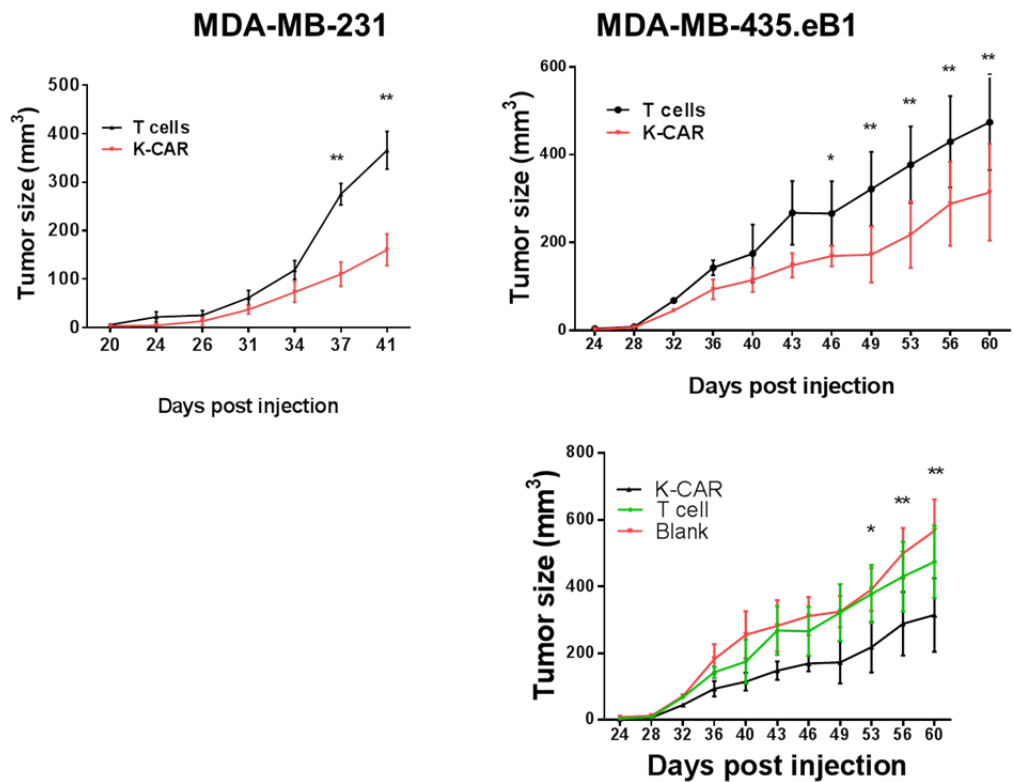 MDA-MB-231
MDA-MB-435.eB1
Tumor size (mm3)
500
400
300
200
100
0
T cells
K-CAR
**
**
20 24 26 31 34 37 41
Days post injection
Tumor size (mm3)
600
400
200
0
T cells
K-CAR
* ** ** ** **
24 28 32 36 40 43 46 49 53 56 60
Days post injection
Tumor size (mm3)
800
600
400
200
0
K-CAR
T cell
Blank
* ** **
24 28 32 36 40 43 46 49 53 56 60
Days post injection